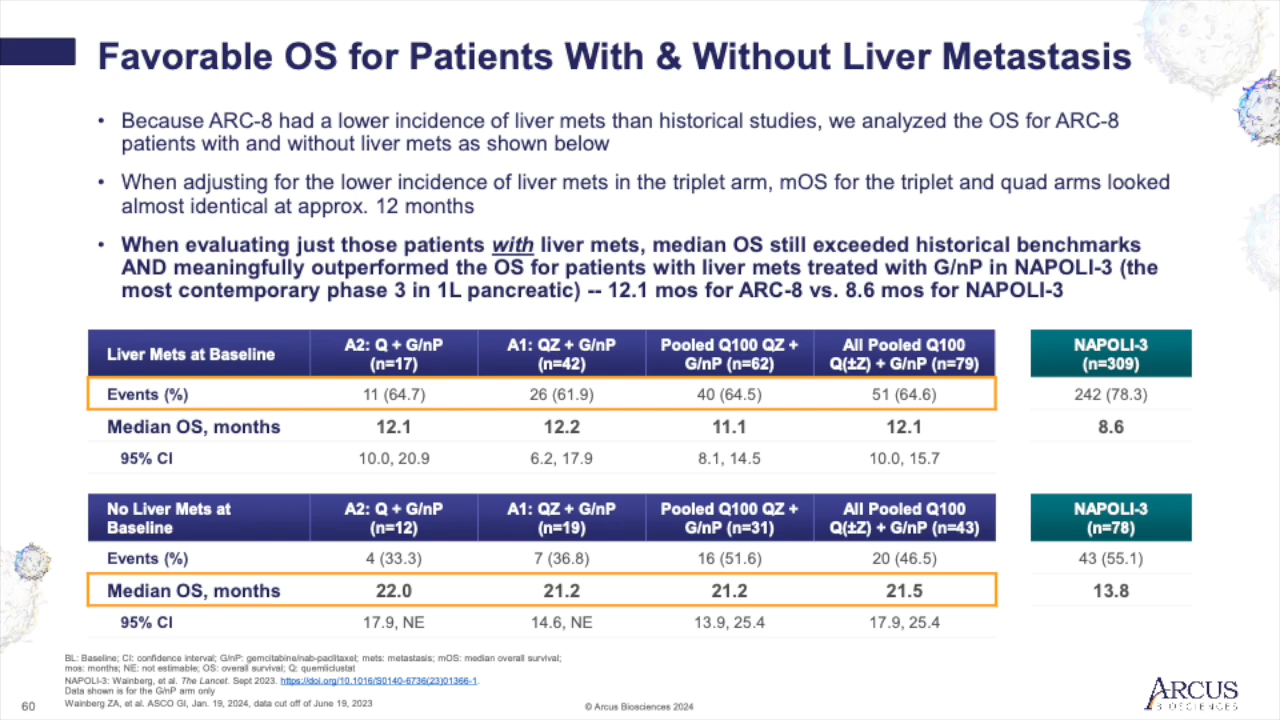 Favorable OS for Patients With & Without Liver Metastasis
• Because ARC-8 had a lower incidence of liver mets than historical studies, we analyzed the OS for ARC-8
patients with and without liver mets as shown below
• When adjusting for the lower incidence of liver mets in the triplet arm, mOS for the triplet and quad arms looked
almost identical at approx. 12 months
• When evaluating just those patients with liver mets, median OS still exceeded historical benchmarks
AND meaningfully outperformed the OS for patients with liver mets treated with G/nP in NAPOLI-3 (the
most contemporary phase 3 in 1L pancreatic) -- 12.1 mos for ARC-8 vs. 8.6 mos for NAPOLI-3
Liver Mets at Baseline A2: Q + G/nP (n=17) A1: QZ + G/nP (n=42) Pooled Q100 QZ + G/nP (n=62) All Pooled Q100 Q(±Z) + G/nP (n=79) NAPOLI-3 (n=309)
Events (%) 11 (64.7) 26 (61.9) 40 (64.5) 51 (64.6) 242 (78.3)
Median OS, months 12.1 12.2 11.1 12.1 8.6
95% CI 10.0, 20.9 6.2, 17.9 8.1, 14.5 10.0, 15.7
No Liver Mets at Baseline A2: Q + G/nP (n=12) A1: QZ + G/nP (n=19) Pooled Q100 QZ + G/nP (n=31) All Pooled Q100 Q(±Z) + G/nP (n=43) NAPOLI-3 (n=78)
Events (%) 4 (33.3) 7 (36.8) 16 (51.6) 20 (46.5) 43 (55.1)
Median OS, months 22.0 21.2 21.2 21.5 13.8
95% CI 17.9, NE 14.6, NE 13.9, 25.4 17.9, 25.4
BL: Baseline; CI: confidence interval; G/nP: gemcitabine/nab-paclitaxel; mets: metastasis; mOS: median overall survival;
mos: months; NE: not estimable; OS: overall survival; Q: quemliclustat
NAPOLI-3: Wainberg, et al. The Lancet. Sept 2023. https://doi.org/10.1016/S0140-6736(23)01366-1.
Data shown is for the G/nP arm only
Wainberg ZA, et al. ASCO GI, Jan. 19, 2024, data cut off of June 19, 2023
60
© Arcus Biosciences 2024
ARCUS
BIOSCIENCES